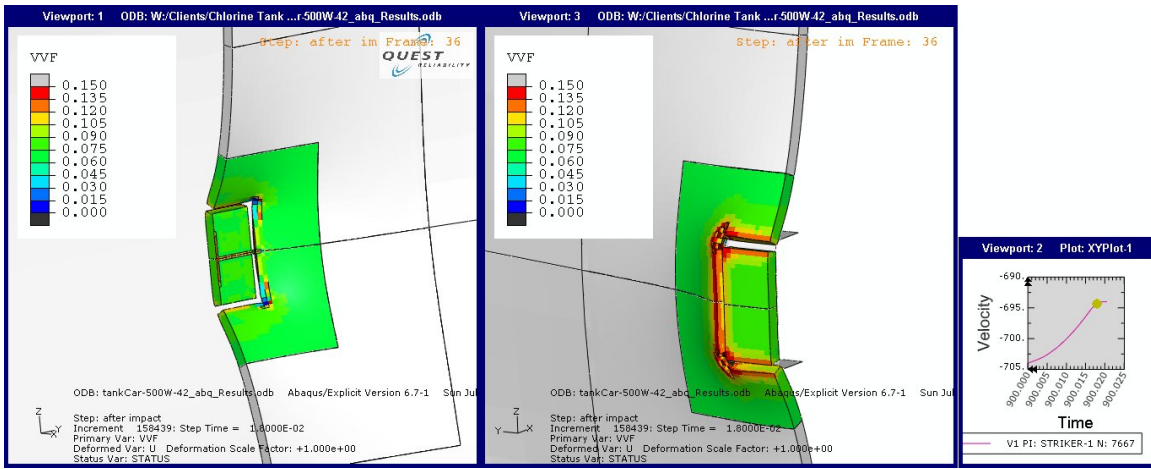 Viewport: 1 ODB: W:/Clients/Chlorine Tank ...r-500W-42_abq_Results.odb
Step: after im Frame: 36
QUEST
RELIABILITY
VVF
0.150
0.135
0.120
0.105
0.090
0.075
0.060
0.045
0.030
0.015
0.000
ODB: tankCar-500W-42_abq_Results.odb Abaqus/Explicit Version 6.7-1 Sun Jul
Z
Y
X
Step: after impact
Increment 158439: Step Time = 1.8000E-02
Primary Var: VVF
Deformed Var: U Deformation Scale Factor: +1.000e+00
Status Var: STATUS
Viewport: 3 ODB: W:/Clients/Chlorine Tank ...r-500W-42_abq_Results.odb
Step: after im Frame: 36
VVF
0.150
0.135
0.120
0.105
0.090
0.075
0.060
0.045
0.030
0.015
0.000
ODB: tankCar-500W-42_abq_Results.odb Abaqus/Explicit Version 6.7-1 Sun Jul
Z
Y
X
Step: after impact
Increment 158439: Step Time = 1.8000E-02
Primary Var: VVF
Deformed Var: U Deformation Scale Factor: +1.000e+00
Status Var: STATUS
Viewport: 2 Plot: XYPlot-1
-690.
-695.
-700.
-705.
Velocity
900.000
900.005
900.010
900.015
900.020
900.025
Time
V1 PI: STRIKER-1 N: 7667